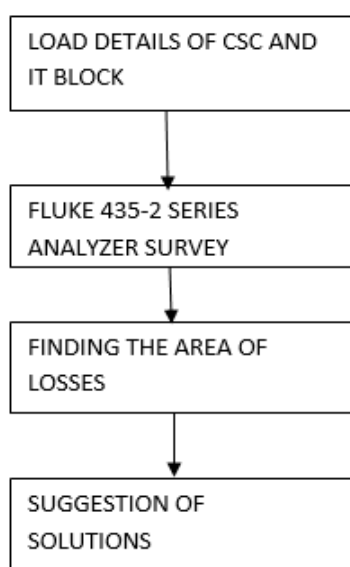 LOAD DETAILS OF CSC AND
IT BLOCK
FLUKE 435-2 SERIES
ANALYZER SURVEY
FINDING THE AREA OF
LOSSES
SUGGESTION OF
SOLUTIONS